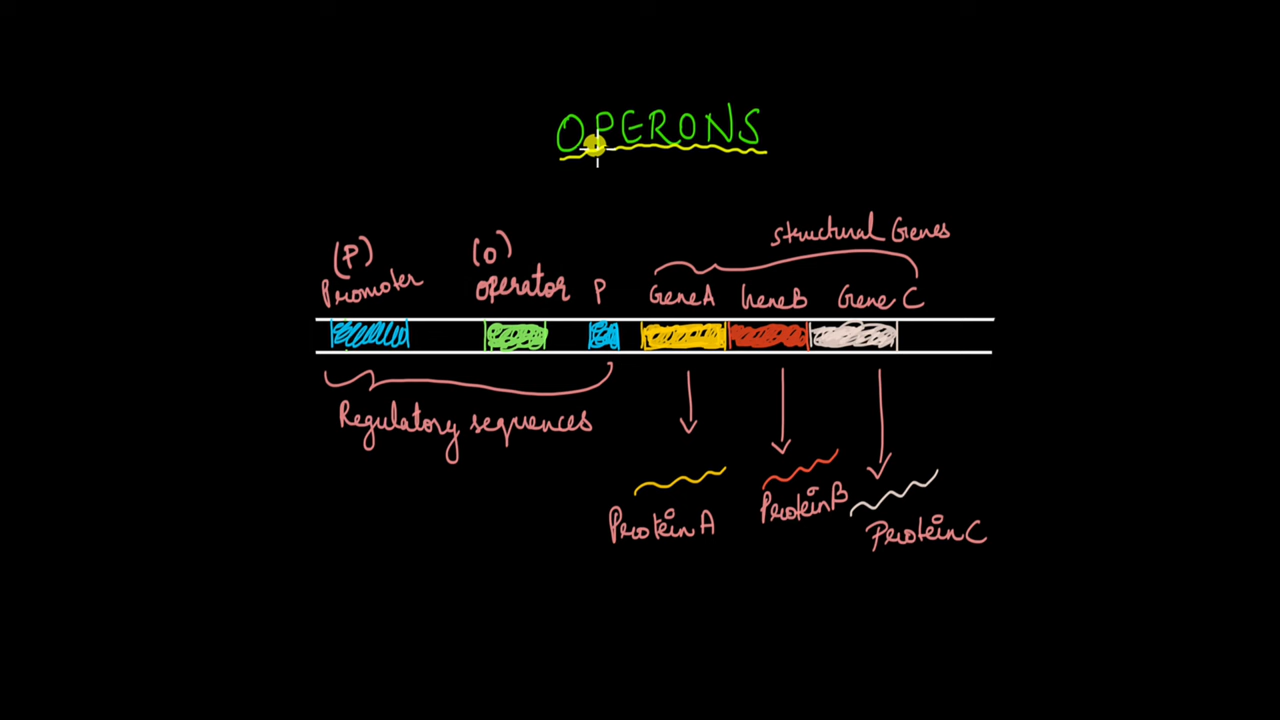 OPERONS
Structural Genes
(P)
(O)
Promoter
Operator
P
Gene A
Gene B
Gene C
Regulatory sequences
Protein A
Protein B
Protein C